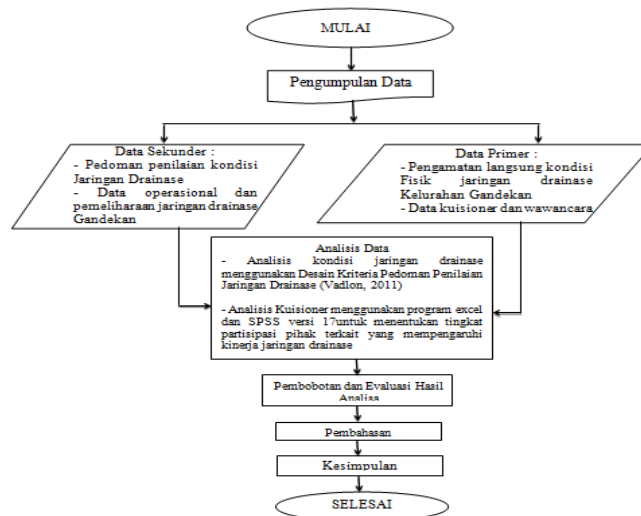 MULAI
Pengumpulan Data
Data Sekunder :
- Pedoman penilaian kondisi
Jaringan Drainase
- Data operasional dan
pemeliharaan jaringan drainase
Gandekan
Data Primer :
- Pengamatan langsung kondisi
Fisik jaringan drainase
Kelurahan Gandekan
- Data kuisioner dan wawancara
Analisis Data
- Analisis kondisi jaringan drainase
menggunakan Desain Kriteria Pedoman Penilaian
Jaringan Drainase (Vadlon, 2011)
- Analisis Kuisioner menggunakan program excel
dan SPSS versi 17untuk menentukan tingkat
partisipasi pihak terkait yang mempengaruhi
kinerja jaringan drainase
Pembobotan dan Evaluasi Hasil
Analisa
Pembahasan
Kesimpulan
SELESAI